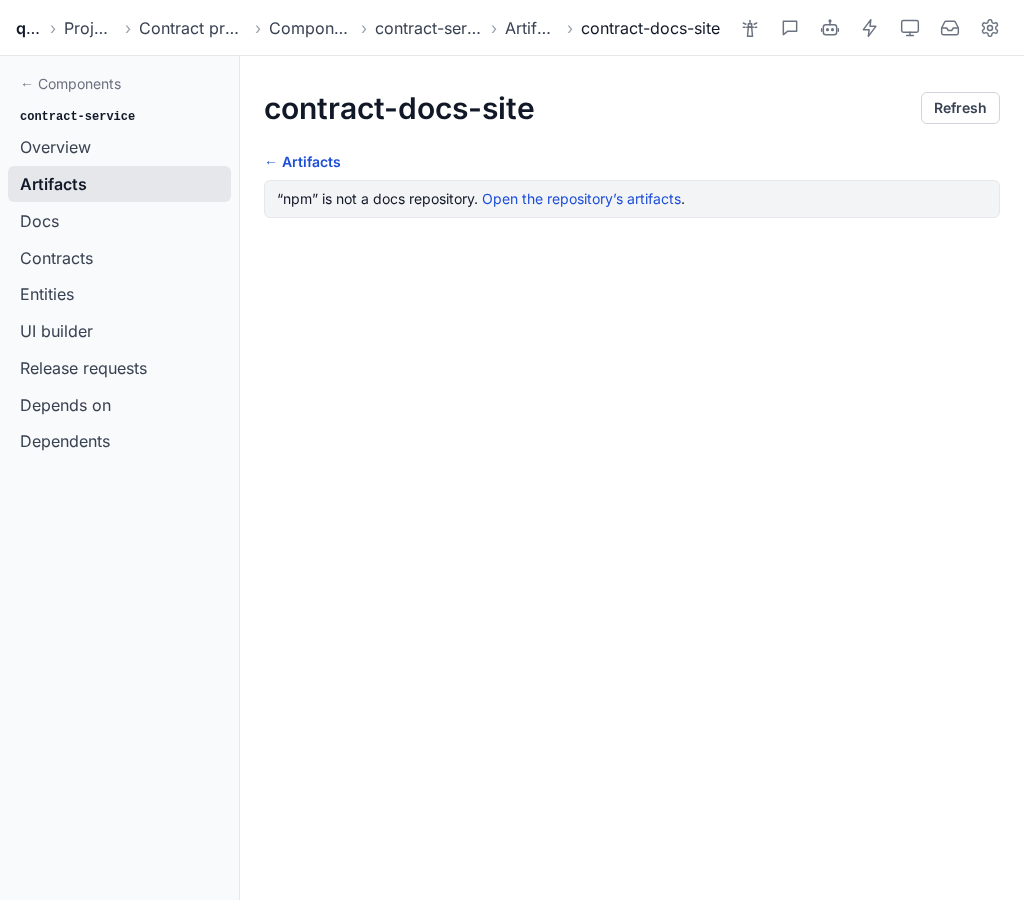 q... › Proj... › Contract pr... › Compon... › contract-ser... › Artif... › contract-docs-site
← Components
contract-service
Overview
Artifacts
Docs
Contracts
Entities
UI builder
Release requests
Depends on
Dependents
contract-docs-site
Refresh
← Artifacts
“npm” is not a docs repository. Open the repository’s artifacts.